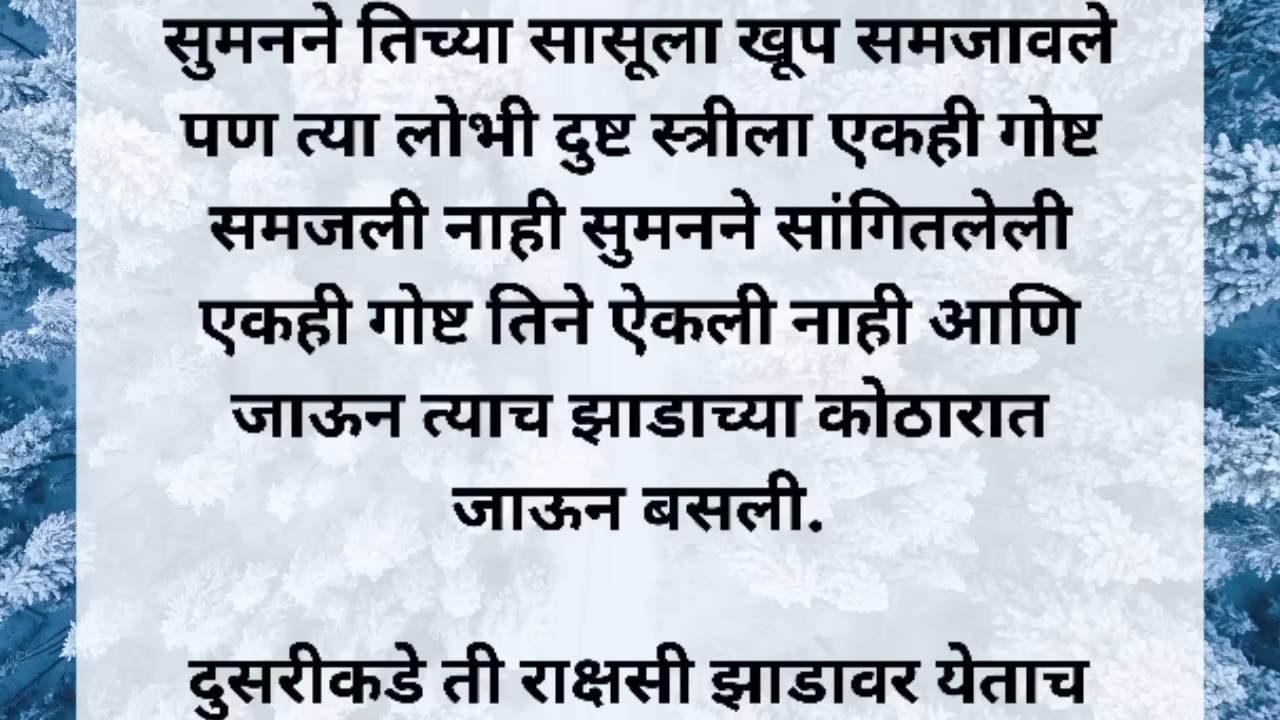 सुमनने तिच्या सासूला खूप समजावले
पण त्या लोभी दुष्ट स्त्रीला एकही गोष्ट
समजली नाही सुमनने सांगितलेली
एकही गोष्ट तिने ऐकली नाही आणि
जाऊन त्याच झाडाच्या कोठारात
जाऊन बसली.
दुसरीकडे ती राक्षसी झाडावर येताच